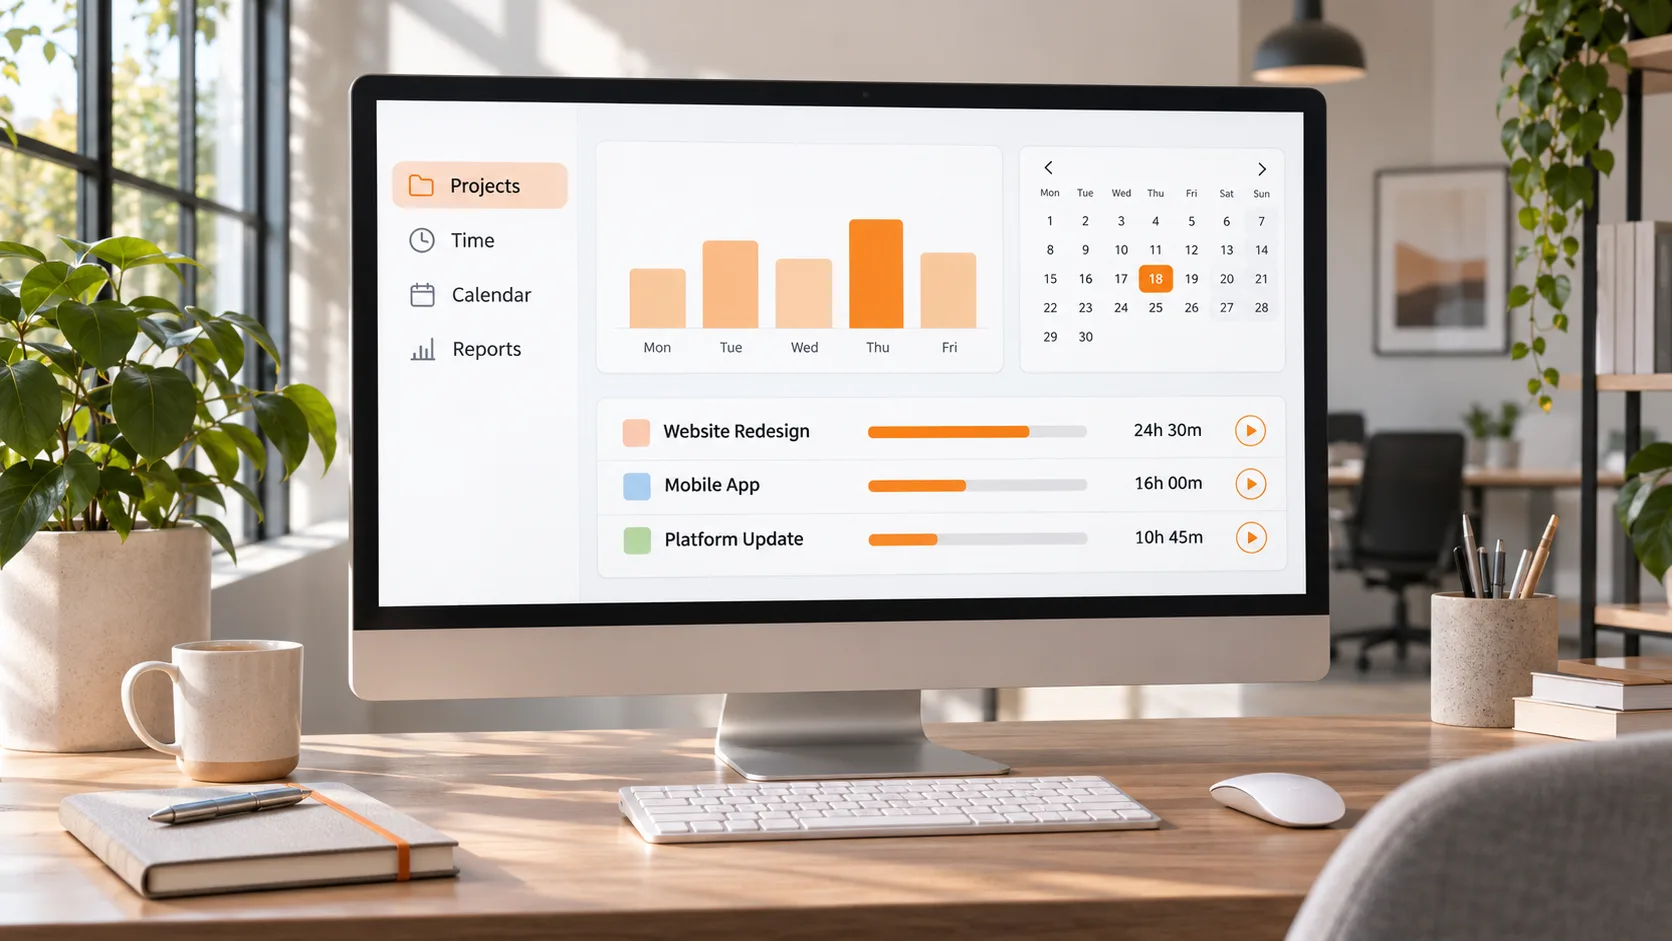 Projects
Time
Calendar
Reports
Mon Tue Wed Thu Fri
Mon Tue Wed Thu Fri Sat Sun
1 2 3 4 5 6 7
8 9 10 11 12 13 14
15 16 17 18 19 20 21
22 23 24 25 26 27 28
29 30
Website Redesign 24h 30m
Mobile App 16h 00m
Platform Update 10h 45m